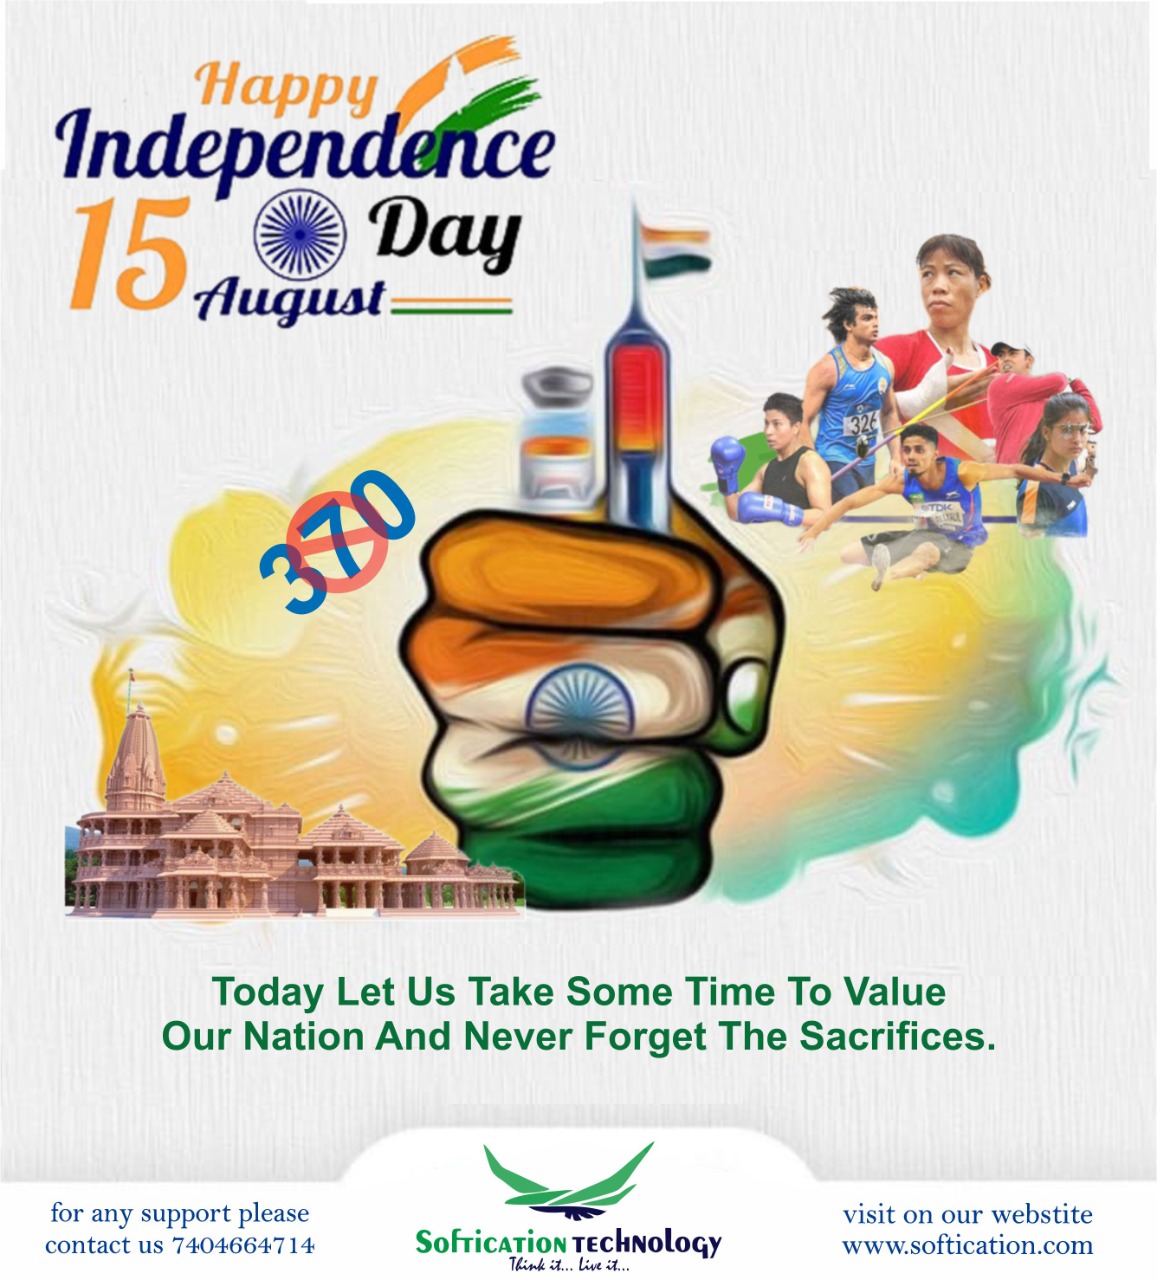 Happy
Independence
15
Day
August
370
326
TDK
Today Let Us Take Some Time To Value
Our Nation And Never Forget The Sacrifices.
for any support please
contact us 7404664714
Softication Technology
Think it... Live it...
visit on our webstite
www.softication.com